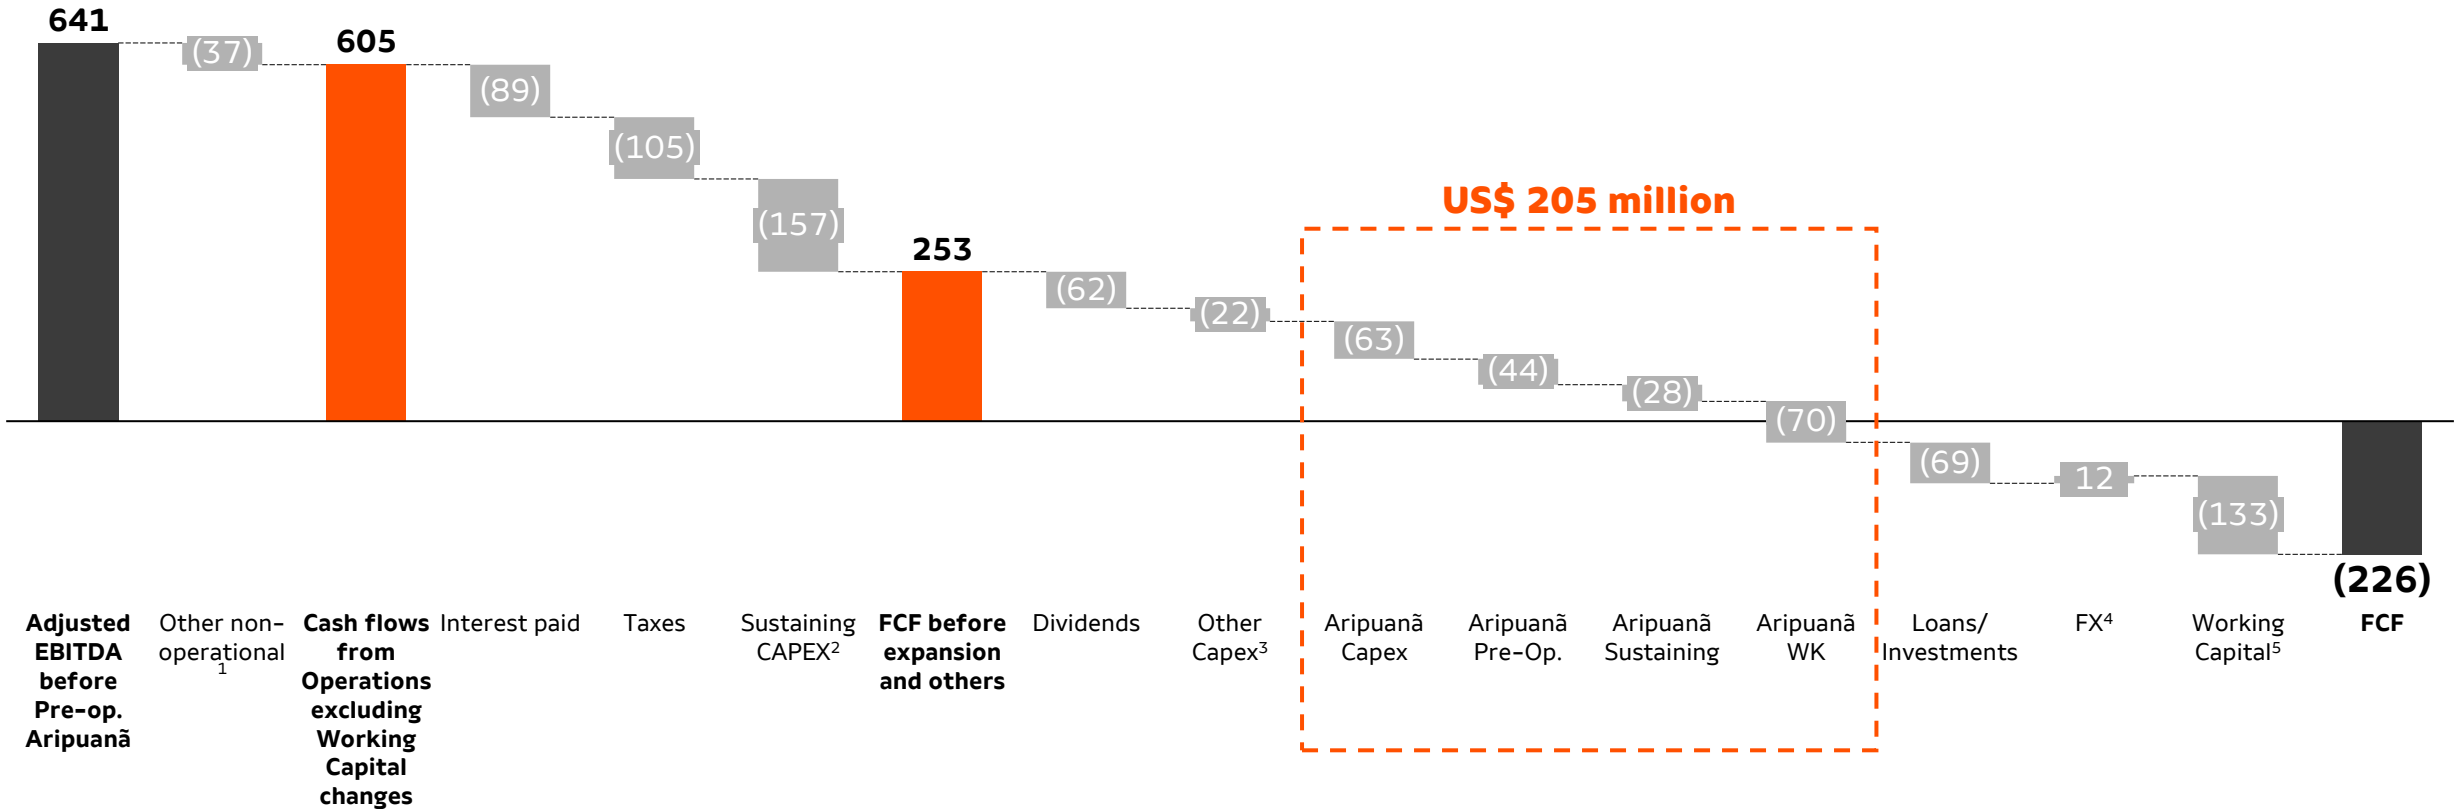 641
(37)
605
(89)
(105)
(157)
253
(62)
(22)
US$ 205 million
(63)
(44)
(28)
(70)
(69)
12
(133)
(226)
Adjusted
EBITDA
before
Pre-op.
Aripuanã
Other non-
operational
1
Cash flows
from
Operations
excluding
Working
Capital
changes
Interest paid
Taxes
Sustaining
CAPEX²
FCF before
expansion
and others
Dividends
Other
Capex³
Aripuanã
Capex
Aripuanã
Pre-Op.
Aripuanã
Sustaining
Aripuanã
WK
Loans/
Investments
FX⁴
Working
Capital⁵
FCF